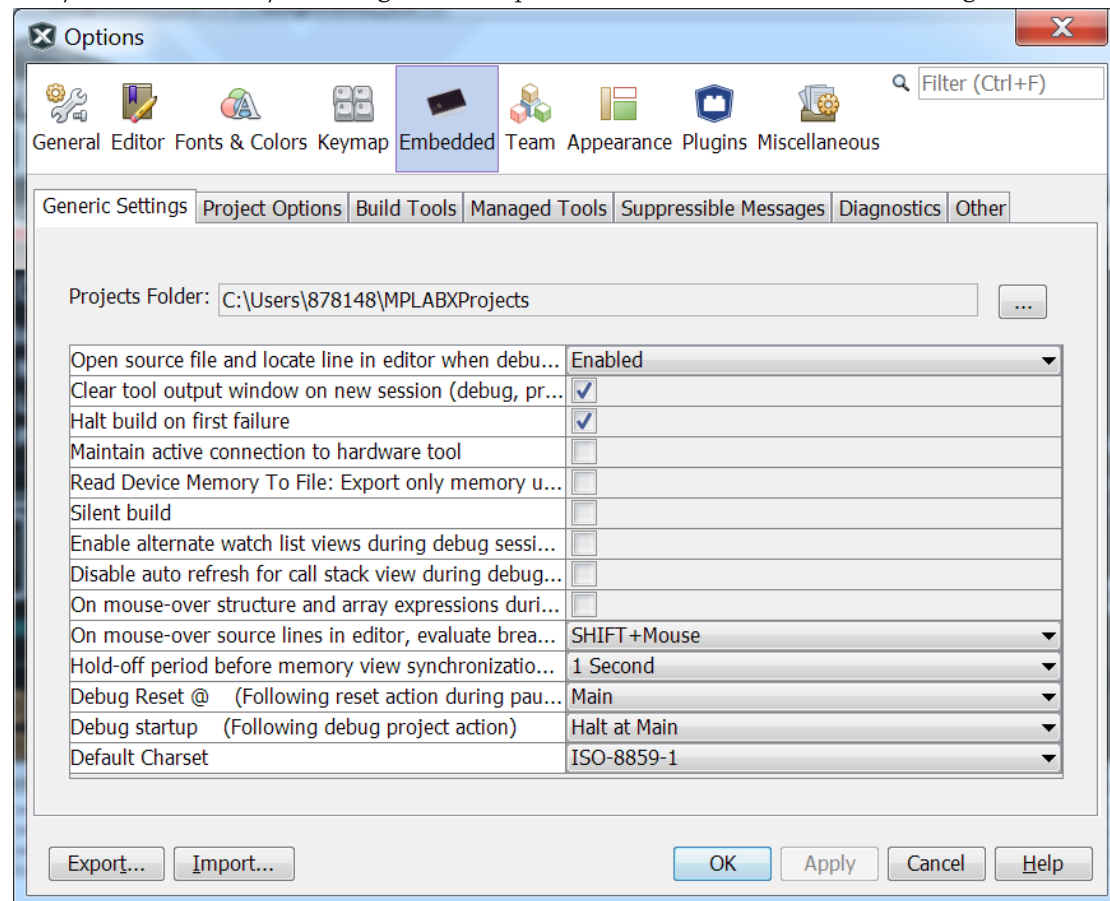 Options
Filter (Ctrl+F)
General Editor Fonts & Colors Keymap Embedded Team Appearance Plugins Miscellaneous
Generic Settings Project Options Build Tools Managed Tools Suppressible Messages Diagnostics Other
Projects Folder: C:\Users\878148\MPLABXProjects ...
Open source file and locate line in editor when debu... Enabled
Clear tool output window on new session (debug, pr...
Halt build on first failure
Maintain active connection to hardware tool
Read Device Memory To File: Export only memory u...
Silent build
Enable alternate watch list views during debug sessi...
Disable auto refresh for call stack view during debug...
On mouse-over structure and array expressions duri...
On mouse-over source lines in editor, evaluate brea... SHIFT+Mouse
Hold-off period before memory view synchronizatio... 1 Second
Debug Reset @ (Following reset action during pau... Main
Debug startup (Following debug project action) Halt at Main
Default Charset ISO-8859-1
Export... Import... OK Apply Cancel Help